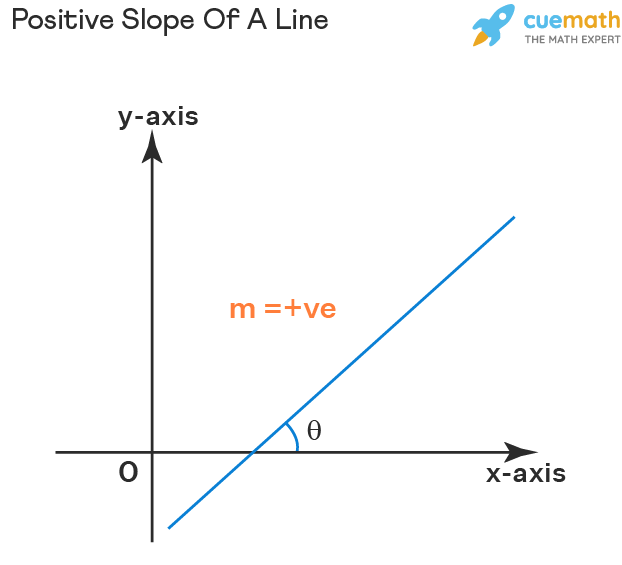 Positive Slope Of A Line
cuemath
THE MATH EXPERT
y-axis
m =+ve
θ
O
x-axis